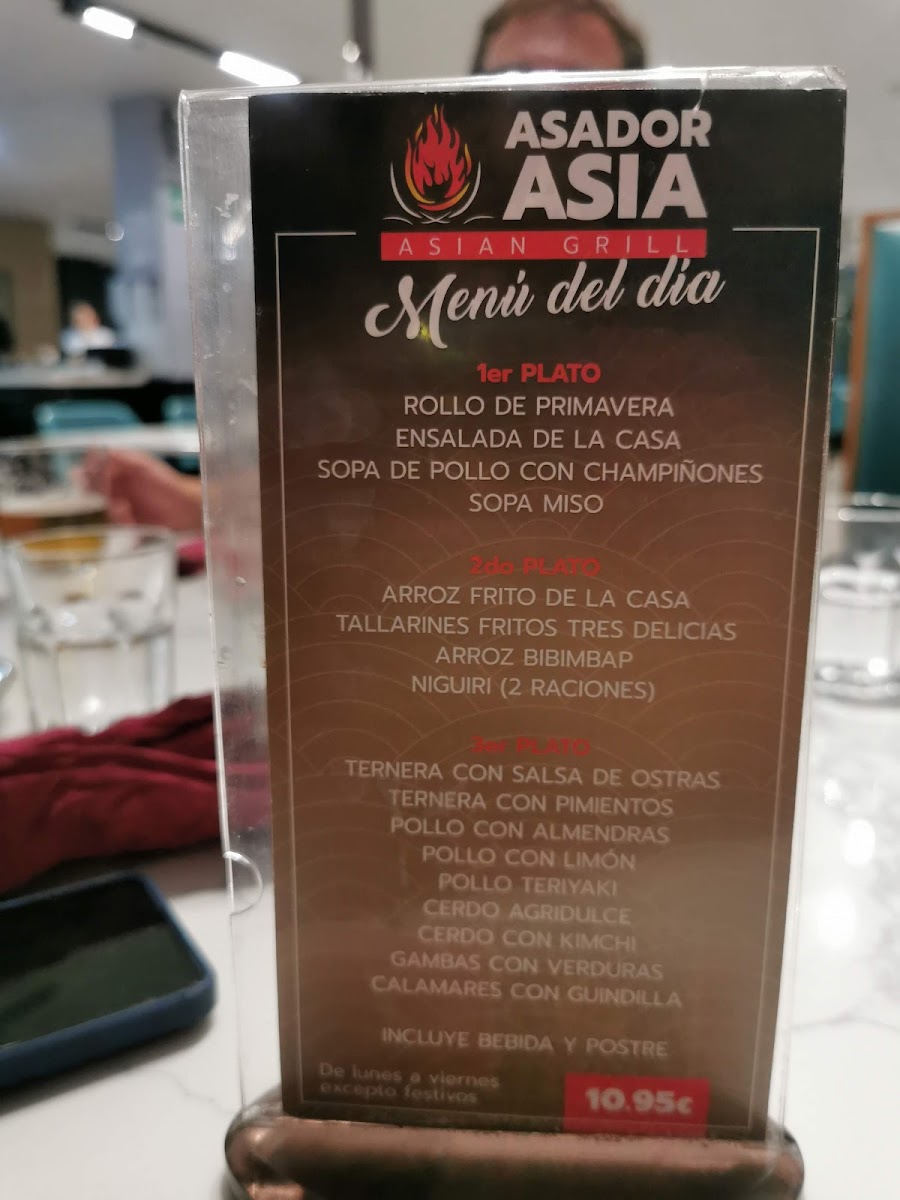 ASADOR
ASIA
ASIAN GRILL
Menú del día
1er PLATO
ROLLO DE PRIMAVERA
ENSALADA DE LA CASA
SOPA DE POLLO CON CHAMPIÑONES
SOPA MISO
2do PLATO
ARROZ FRITO DE LA CASA
TALLARINES FRITOS TRES DELICIAS
ARROZ BIBIMBAP
NIGUIRI (2 RACIONES)
3er PLATO
TERNERA CON SALSA DE OSTRAS
TERNERA CON PIMIENTOS
POLLO CON ALMENDRAS
POLLO CON LIMÓN
POLLO TERIYAKI
CERDO AGRIDULCE
CERDO CON KIMCHI
GAMBAS CON VERDURAS
CALAMARES CON GUINDILLA
INCLUYE BEBIDA Y POSTRE
De lunes a viernes
excepto festivos
10.95€